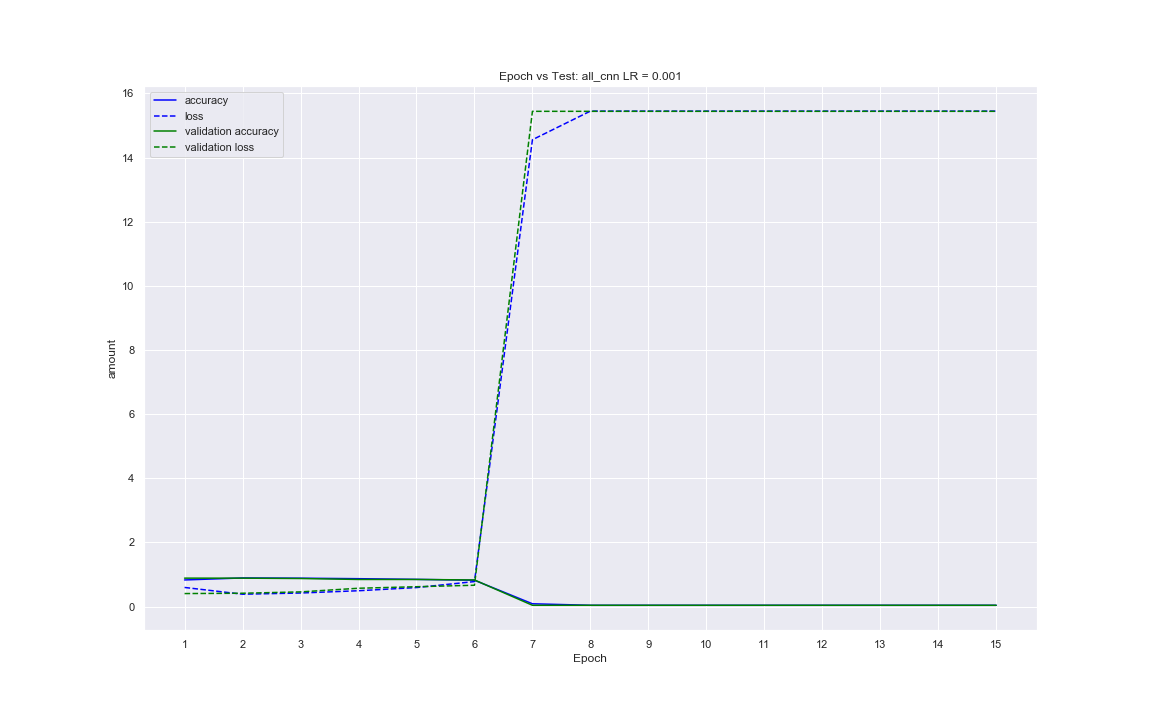 Epoch vs Test: all_cnn LR = 0.001
accuracy
loss
validation accuracy
validation loss
16
14
12
10
8
6
4
2
0
amount
1 2 3 4 5 6 7 8 9 10 11 12 13 14 15
Epoch